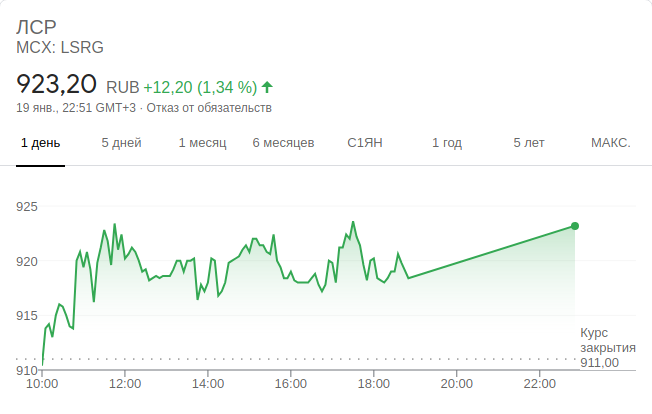 ЛСР
MCX: LSRG
923,20 RUB +12,20 (1,34 %)
19 янв., 22:51 GMT+3 · Отказ от обязательств
1 день 5 дней 1 месяц 6 месяцев С1ЯН 1 год 5 лет МАКС.
925
920
915
910
Курс
закрытия
911,00
10:00 12:00 14:00 16:00 18:00 20:00 22:00